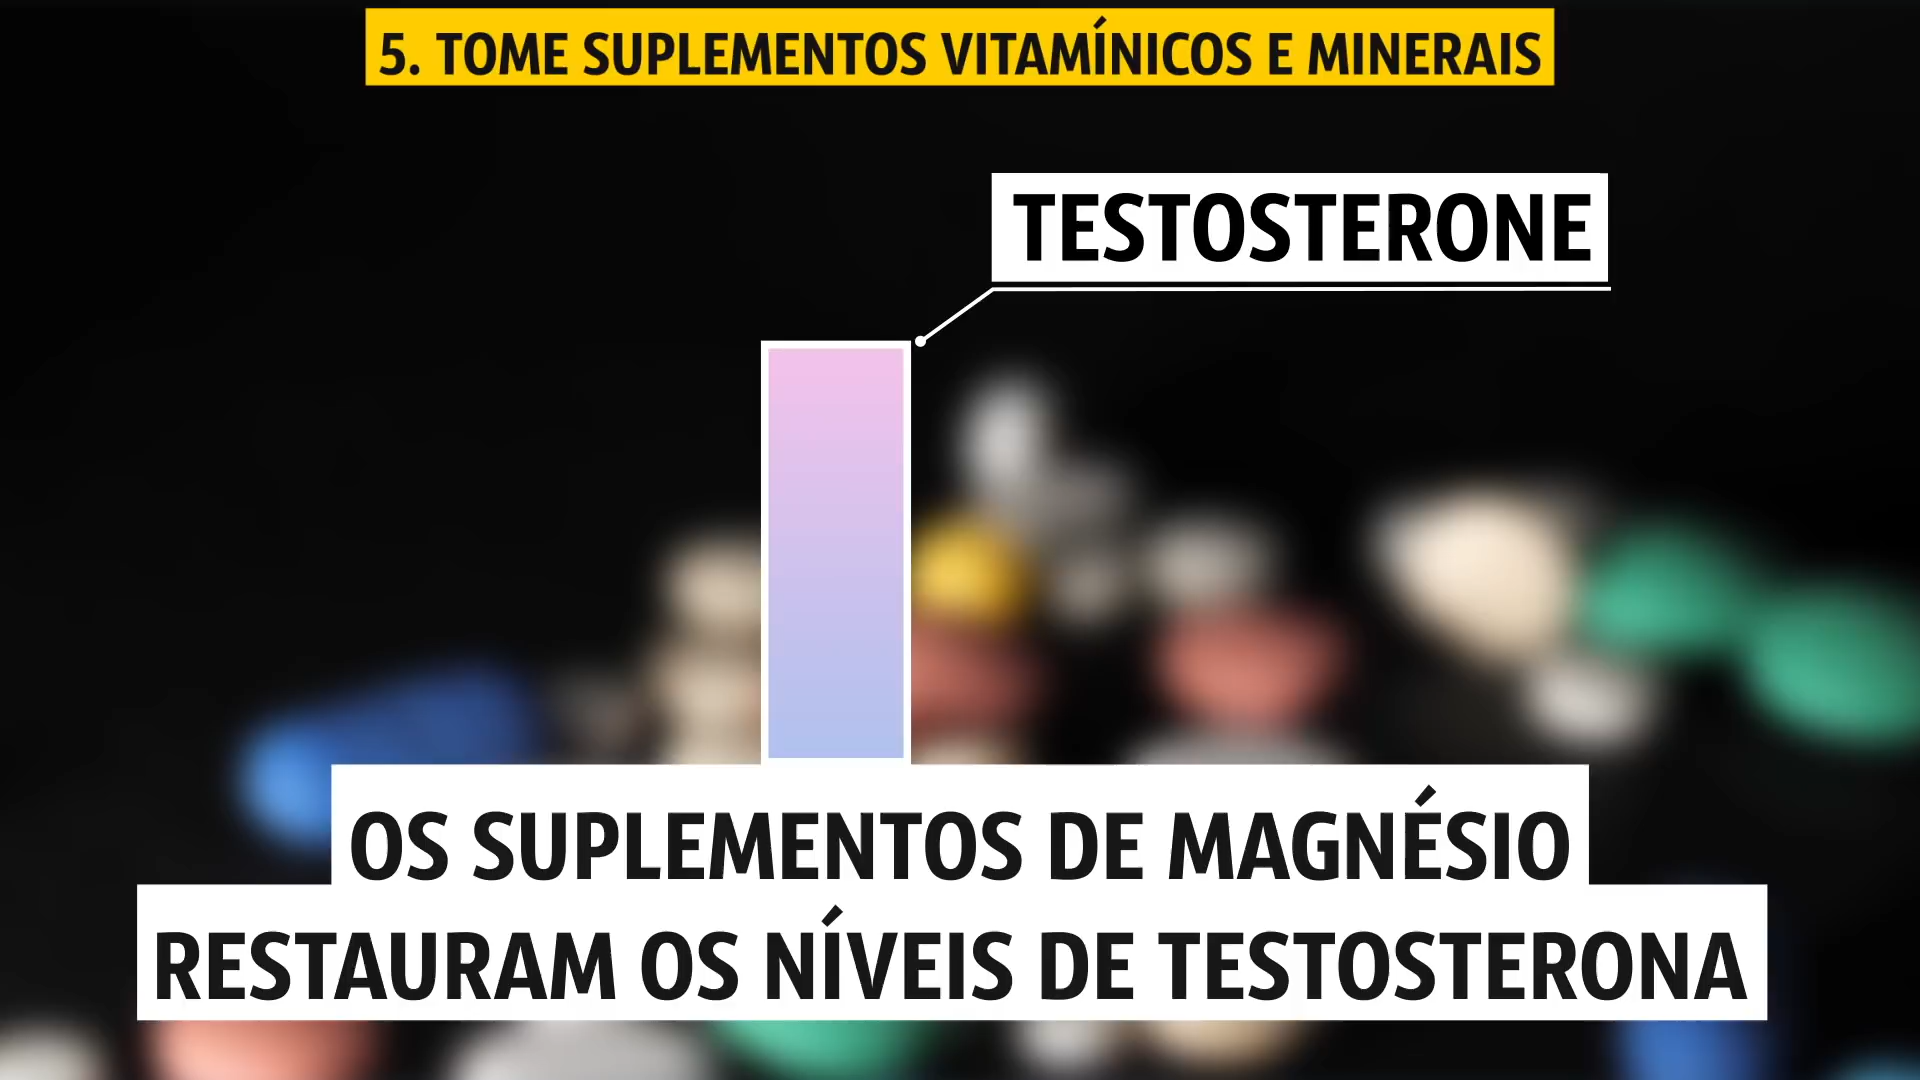 5. TOME SUPLEMENTOS VITAMÍNICOS E MINERAIS
TESTOSTERONE
OS SUPLEMENTOS DE MAGNÉSIO
RESTAURAM OS NÍVEIS DE TESTOSTERONA